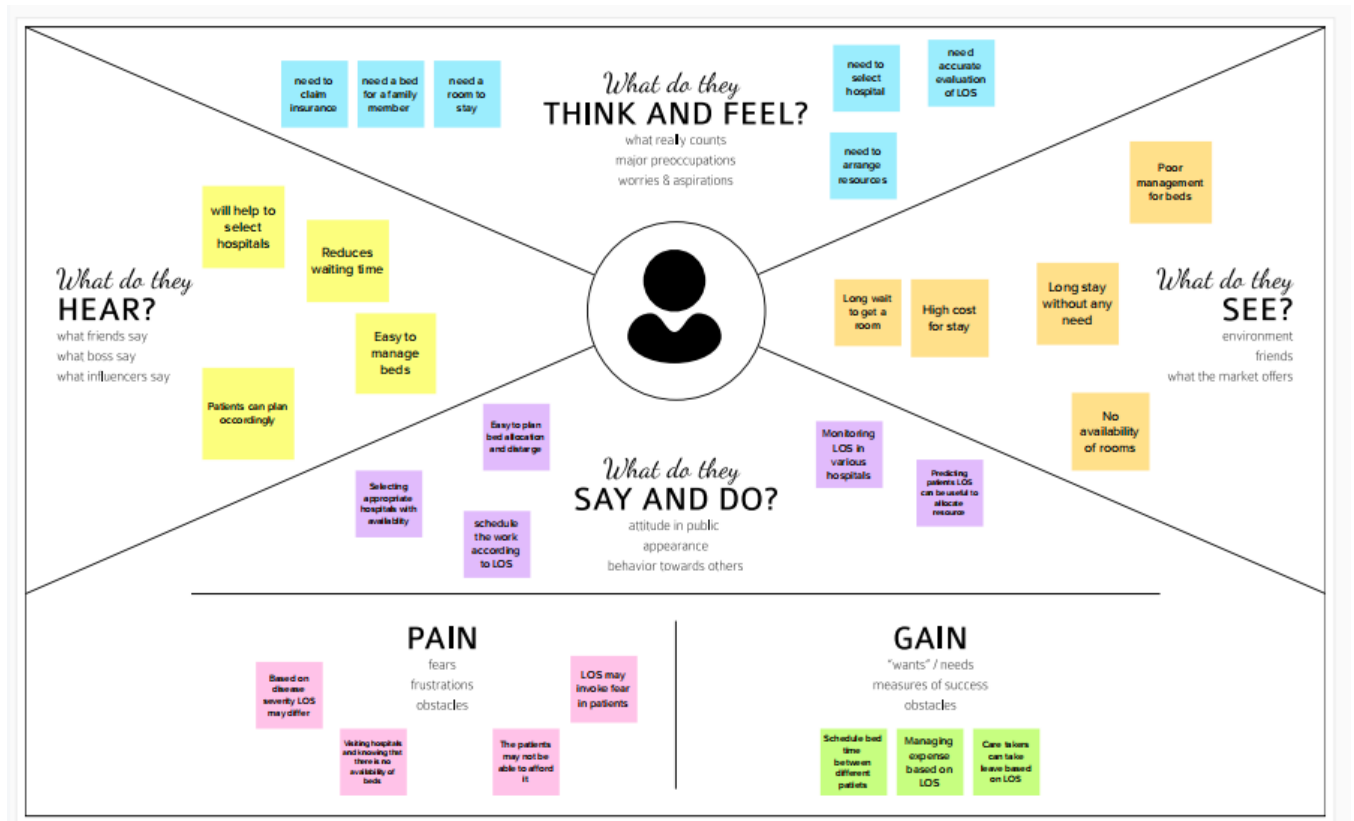 need to
claim
insurance
need a bed
for a family
member
need a
room to
stay
What do they
THINK AND FEEL?
what really counts
major preoccupations
worries & aspirations
need to
select
hospital
need
accurate
evaluation
of LOS
need to
arrange
resources
What do they
HEAR?
what friends say
what boss say
what influencers say
will help to
select
hospitals
Reduces
waiting time
Easy to
manage
beds
Patients can plan
occordingly
What do they
SEE?
environment
friends
what the market offers
Poor
management
for beds
Long stay
without any
need
Long wait
to get a
room
High cost
for stay
No
availability
of rooms
What do they
SAY AND DO?
attitude in public
appearance
behavior towards others
Easy to plan
bed allocation
and distarge
Selecting
appropriate
hospitals with
availablity
schedule
the work
according
to LOS
Monitoring
LOS in
various
hospitals
Predicting
patients LOS
can be useful to
allocate
resource
PAIN
fears
frustrations
obstacles
Based on
disease
severity LOS
may differ
Visiting hospitals
and knowing that
there is no
availability of
beds
The patients
may not be
able to afford
it
LOS may
invoke fear
in patients
GAIN
"wants" / needs
measures of success
obstacles
Schedule bed
time
between
different
patiets
Managing
expense
based on
LOS
Care takers
can take
leave based
on LOS